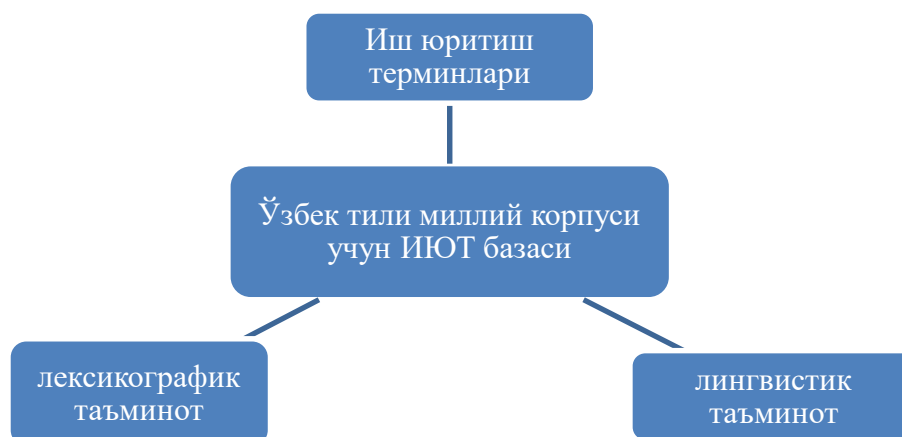 Иш юритиш
терминлари
Ўзбек тили миллий корпуси
учун ИЮТ базаси
лексикографик
таъминот
лингвистик
таъминот